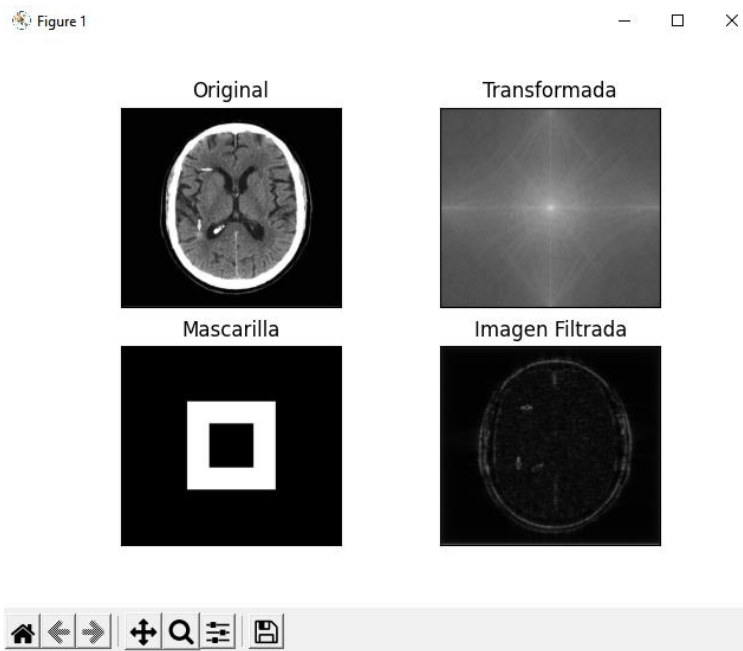 Figure 1
Original
Transformada
Mascarilla
Imagen Filtrada